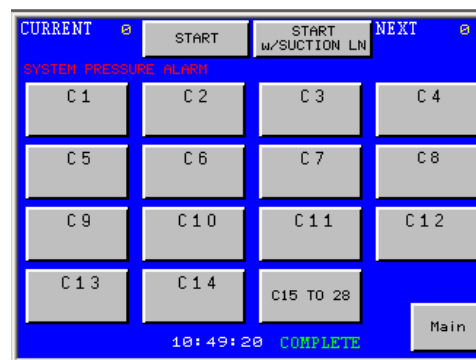 CURRENT 0 START START NEXT 0
w/SUCTION LN
SYSTEM PRESSURE ALARM
C1 C2 C3 C4
C5 C6 C7 C8
C9 C10 C11 C12
C13 C14 C15 TO 28
Main
10:49:20 COMPLETE